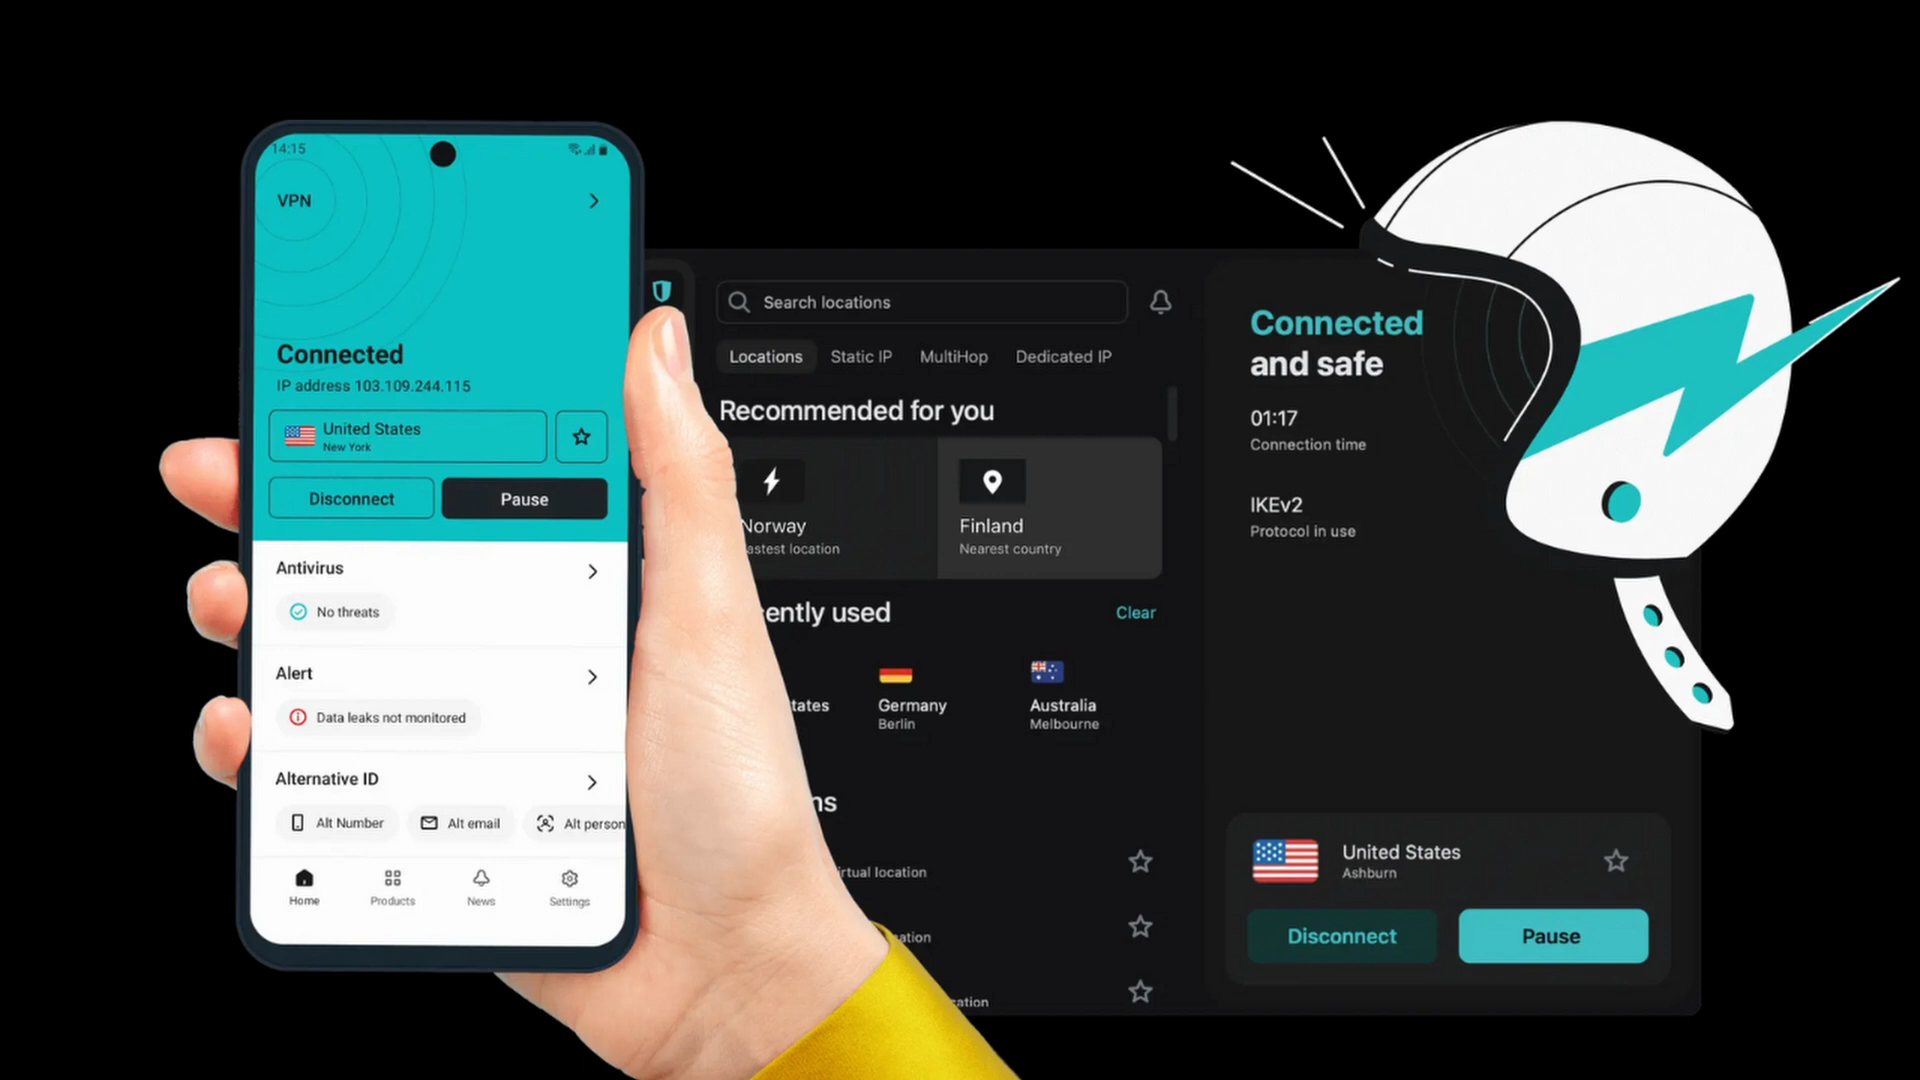 14:15
VPN
Connected
IP address 103.109.244.115
United States
New York
Disconnect
Pause
Antivirus
No threats
Alert
Data leaks not monitored
Alternative ID
Alt Number
Alt email
Alt person
Home
Products
News
Settings
Search locations
Locations
Static IP
MultiHop
Dedicated IP
Recommended for you
Norway
astest location
Finland
Nearest country
cently used
Clear
tates
Germany
Berlin
Australia
Melbourne
ns
irtual location
ation
cation
Connected
and safe
01:17
Connection time
IKEv2
Protocol in use
United States
Ashburn
Disconnect
Pause